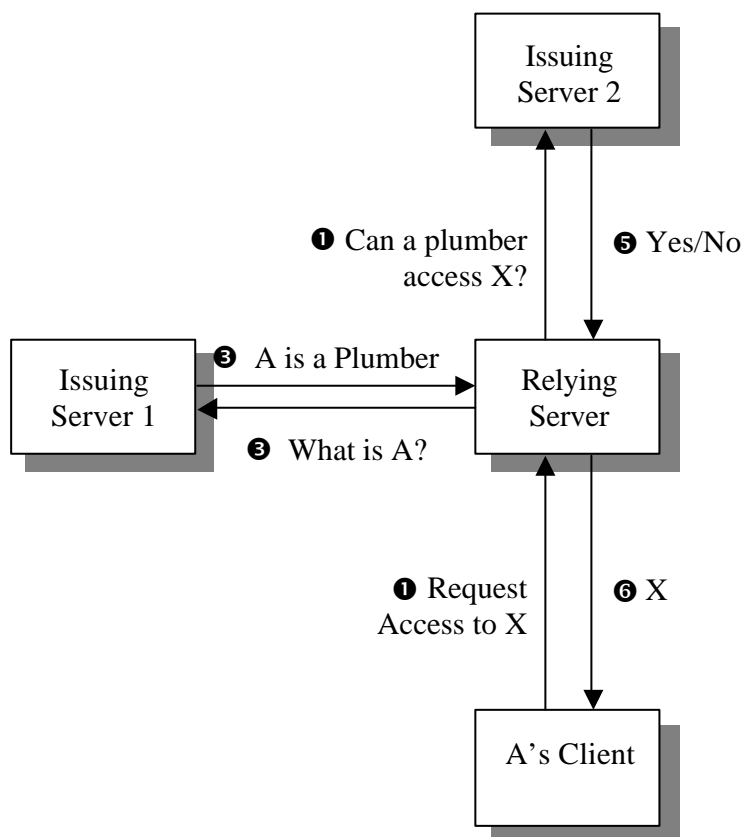 Issuing
Server 2
❶ Can a plumber
access X?
❺ Yes/No
❸ A is a Plumber
Issuing
Server 1
Relying
Server
❸ What is A?
❶ Request
Access to X
❻ X
A’s Client